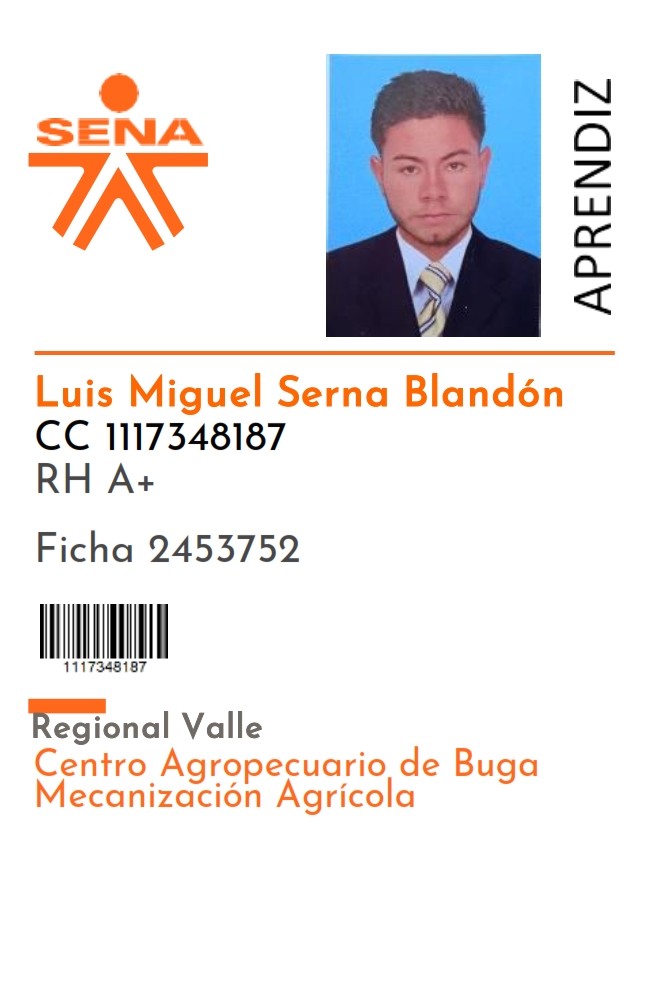 SENA
APRENDIZ
Luis Miguel Serna Blandón
CC 1117348187
RH A+
Ficha 2453752
1117348187
Regional Valle
Centro Agropecuario de Buga
Mecanización Agrícola